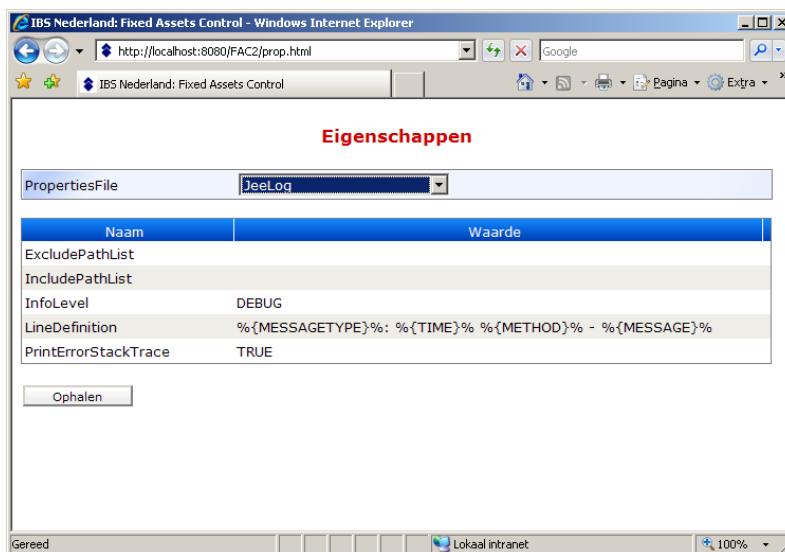 IBS Nederland: Fixed Assets Control - Windows Internet Explorer
http://localhost:8080/FAC2/prop.html
Google
IBS Nederland: Fixed Assets Control
Pagina
Extra
»
Eigenschappen
PropertiesFile JeeLog
Naam Waarde
ExcludePathList
IncludePathList
InfoLevel DEBUG
LineDefinition %{MESSAGETYPE}%: %{TIME}% %{METHOD}% - %{MESSAGE}%
PrintErrorStackTrace TRUE
Ophalen
Gereed Lokaal intranet 100%